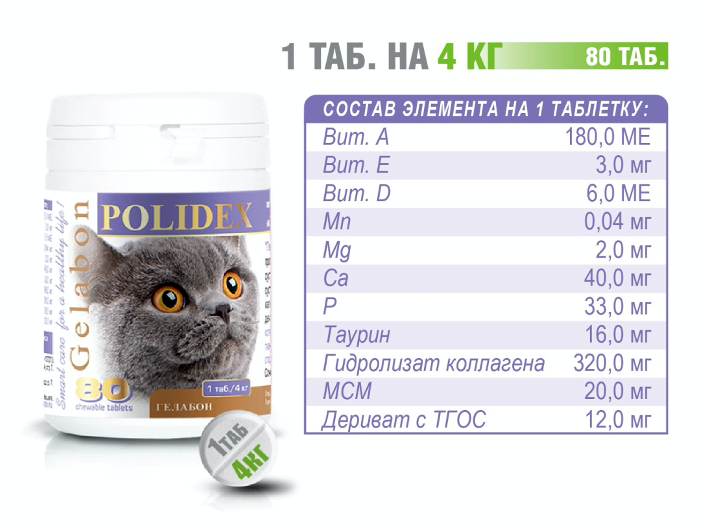 1 ТАБ. НА 4 КГ
80 ТАБ.
СОСТАВ ЭЛЕМЕНТА НА 1 ТАБЛЕТКУ:
Вит. А 180,0 МЕ
Вит. Е 3,0 мг
Вит. D 6,0 МЕ
Mn 0,04 мг
Mg 2,0 мг
Ca 40,0 мг
P 33,0 мг
Таурин 16,0 мг
Гидролизат коллагена 320,0 мг
МСМ 20,0 мг
Дериват с ТГОС 12,0 мг
POLIDEX
Gelabon
Smart care for a healthy life!
80
chewable tablets
1 таб./4 кг
ГЕЛАБОН
1ТАБ
4КГ